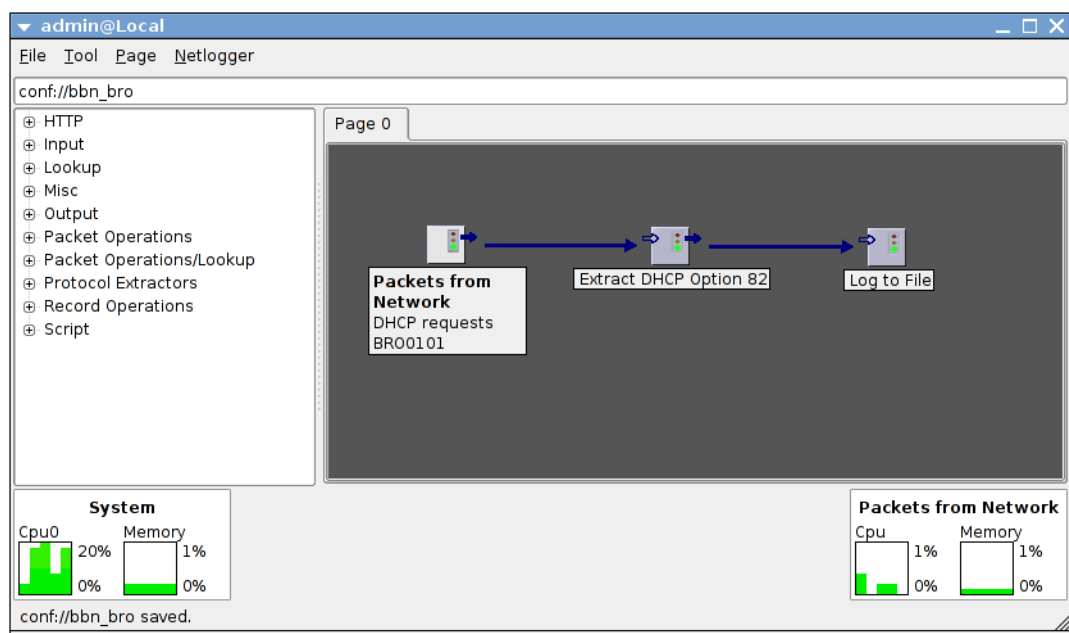 admin@Local
File Tool Page Netlogger
conf://bbn_bro
HTTP
Input
Lookup
Misc
Output
Packet Operations
Packet Operations/Lookup
Protocol Extractors
Record Operations
Script
Page 0
Packets from
Network
DHCP requests
BRO0101
Extract DHCP Option 82
Log to File
System
Cpu0 Memory
20% 1%
0% 0%
Packets from Network
Cpu Memory
1% 1%
0% 0%
conf://bbn_bro saved.